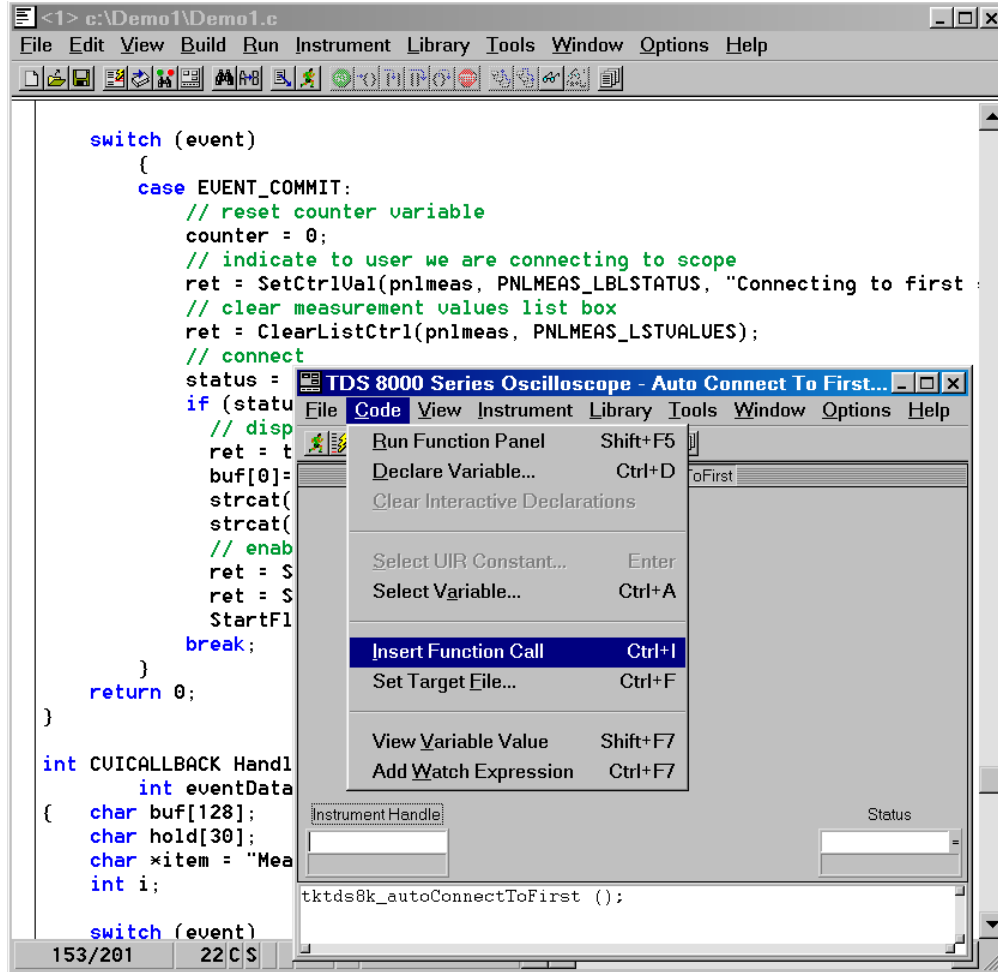 <1> c:\Demo1\Demo1.c
File Edit View Build Run Instrument Library Tools Window Options Help
switch (event)
{
case EVENT_COMMIT:
// reset counter variable
counter = 0;
// indicate to user we are connecting to scope
ret = SetCtrlVal(pnlmeas, PNLMEAS_LBLSTATUS, "Connecting to first
// clear measurement values list box
ret = ClearListCtrl(pnlmeas, PNLMEAS_LSTVALUES);
// connect
status =
if (statu
// disp
ret = t
buf[0]=
strcat(
strcat(
// enab
ret = S
ret = S
StartFl
break;
}
return 0;
}
int CVICALLBACK Handl
int eventData
{ char buf[128];
char hold[30];
char *item = "Mea
int i;
switch (event)
153/201 22 C S
TDS 8000 Series Oscilloscope - Auto Connect To First...
File Code View Instrument Library Tools Window Options Help
Run Function Panel Shift+F5
Declare Variable... Ctrl+D
Clear Interactive Declarations
Select UIR Constant... Enter
Select Variable... Ctrl+A
Insert Function Call Ctrl+I
Set Target File... Ctrl+F
View Variable Value Shift+F7
Add Watch Expression Ctrl+F7
oFirst
Instrument Handle
Status
=
tktds8k_autoConnectToFirst ();